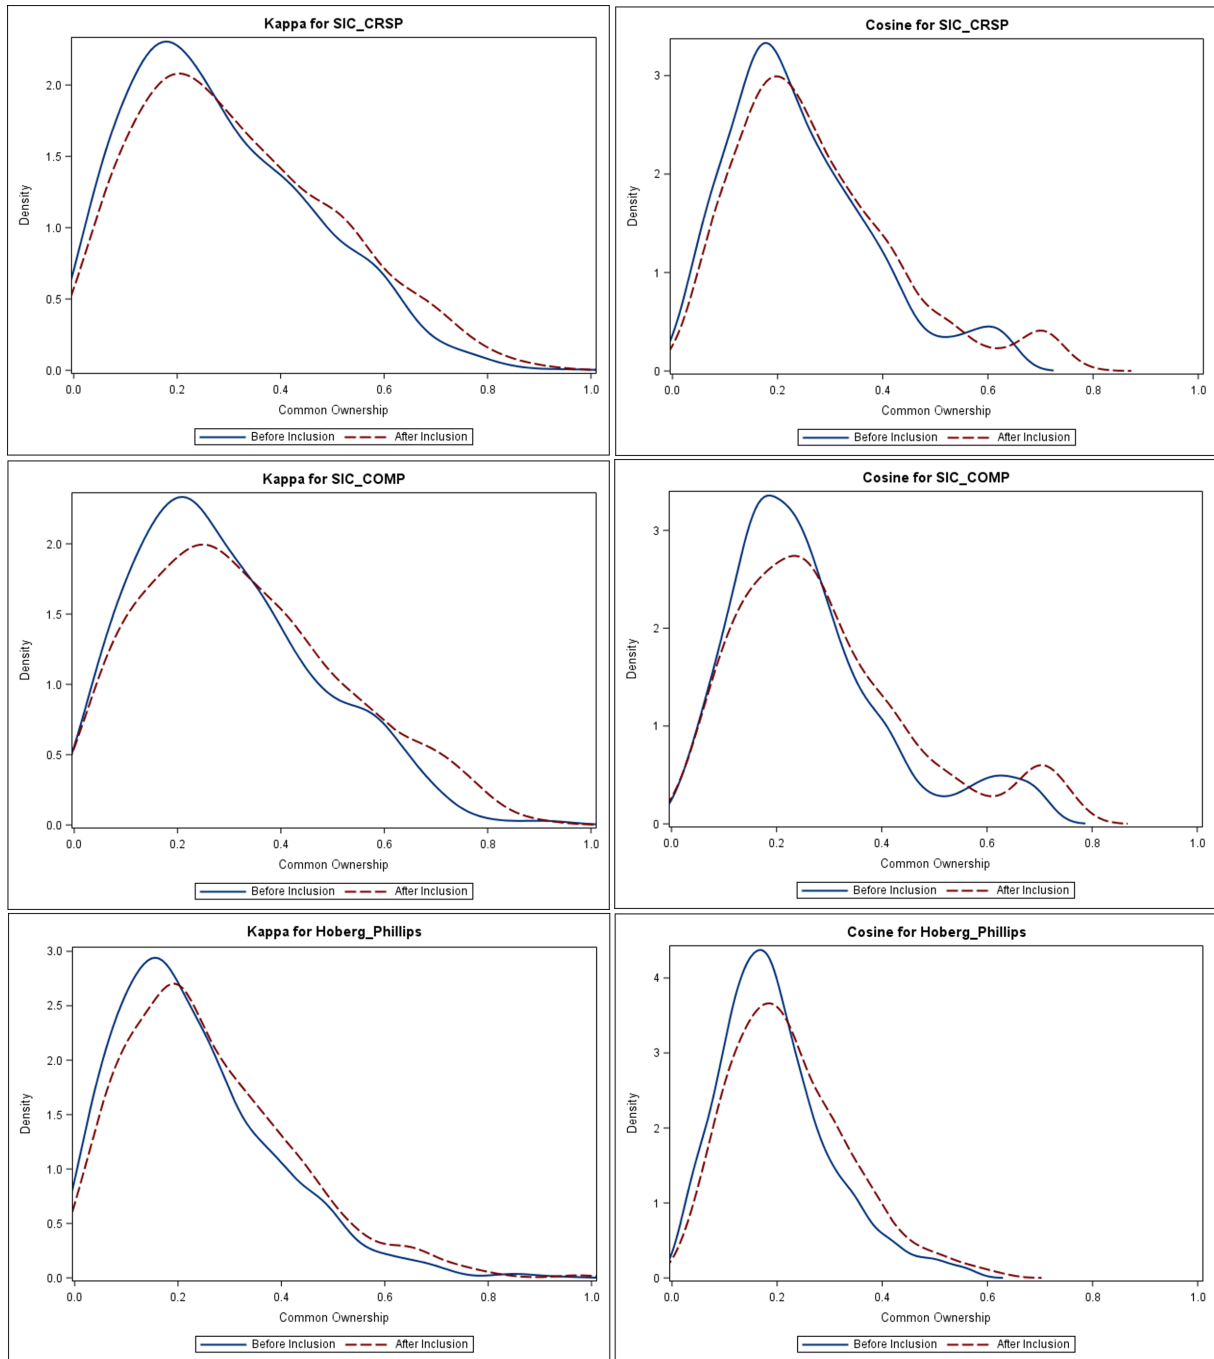 Kappa for SIC_CRSP
2.0
1.5
1.0
0.5
0.0
Density
0.0 0.2 0.4 0.6 0.8 1.0
Common Ownership
Before Inclusion After Inclusion
Cosine for SIC_CRSP
3
2
1
0
Density
0.0 0.2 0.4 0.6 0.8 1.0
Common Ownership
Before Inclusion After Inclusion
Kappa for SIC_COMP
2.0
1.5
1.0
0.5
0.0
Density
0.0 0.2 0.4 0.6 0.8 1.0
Common Ownership
Before Inclusion After Inclusion
Cosine for SIC_COMP
3
2
1
0
Density
0.0 0.2 0.4 0.6 0.8 1.0
Common Ownership
Before Inclusion After Inclusion
Kappa for Hoberg_Phillips
3.0
2.5
2.0
1.5
1.0
0.5
0.0
Density
0.0 0.2 0.4 0.6 0.8 1.0
Common Ownership
Before Inclusion After Inclusion
Cosine for Hoberg_Phillips
4
3
2
1
0
Density
0.0 0.2 0.4 0.6 0.8 1.0
Common Ownership
Before Inclusion After Inclusion